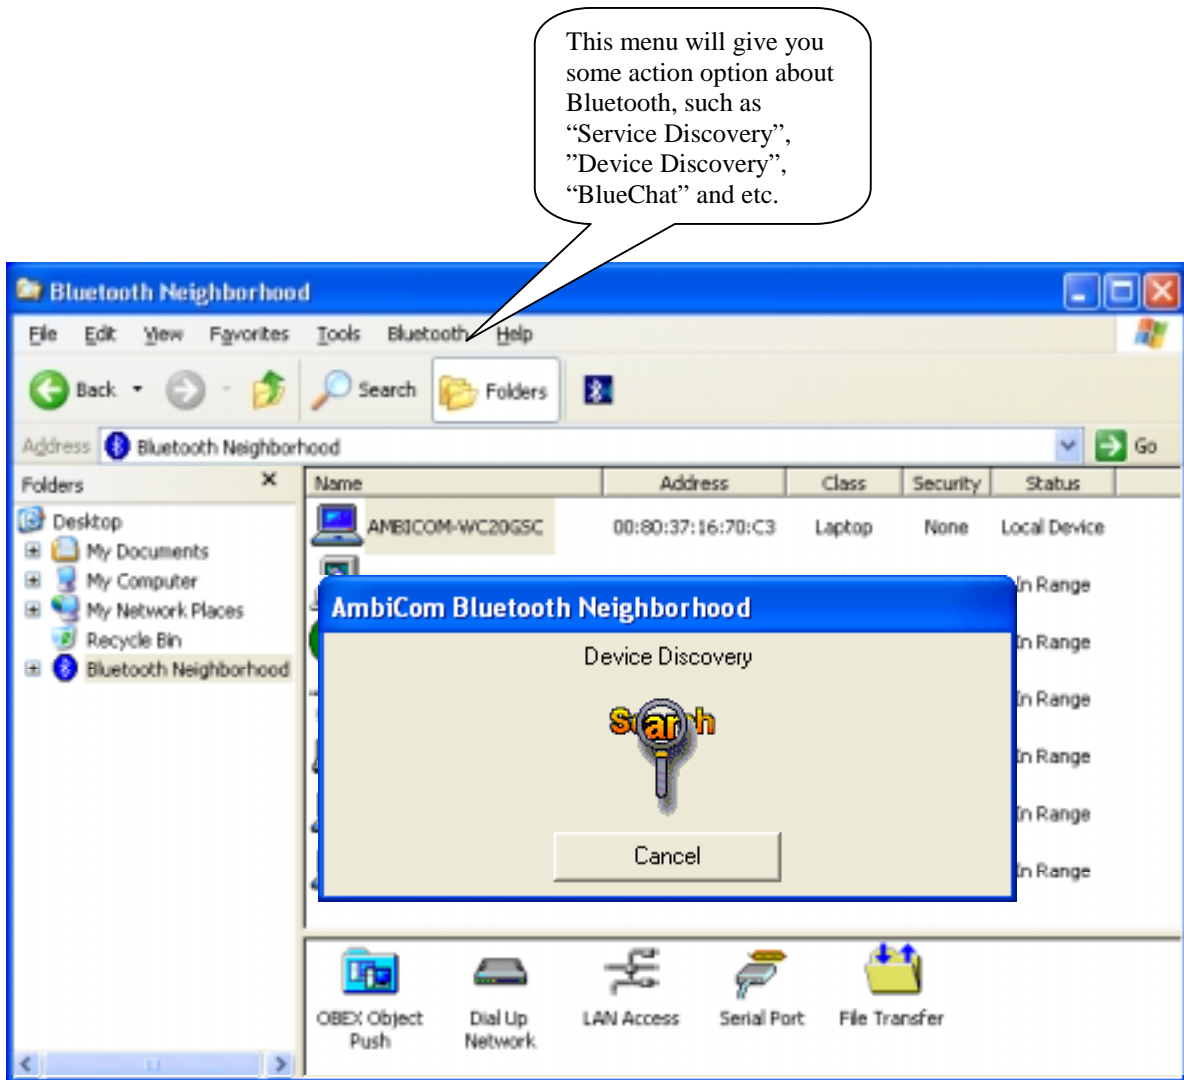 This menu will give you
some action option about
Bluetooth, such as
“Service Discovery”,
”Device Discovery”,
“BlueChat” and etc.
Bluetooth Neighborhood
File Edit View Favorites Tools Bluetooth Help
Back Search Folders
Address Bluetooth Neighborhood Go
Folders
Name Address Class Security Status
Desktop
My Documents
My Computer
My Network Places
Recycle Bin
Bluetooth Neighborhood
AMBICOM-WC20GSC 00:80:37:16:70:C3 Laptop None Local Device
In Range
In Range
In Range
In Range
In Range
In Range
AmbiCom Bluetooth Neighborhood
Device Discovery
Search
Cancel
OBEX Object
Push
Dial Up
Network
LAN Access
Serial Port
File Transfer